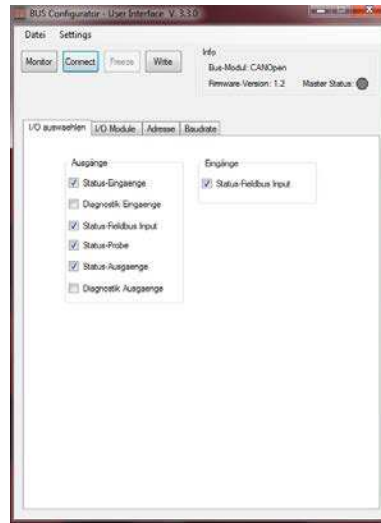 BUS Configurator - User Interface V. 3.3.0
Datei Settings
Monitor Connect Freeze Write
Info
Bus-Modul: CANOpen
Firmware-Version: 1.2 Master Status:
I/O auswaehlen I/O Module Adresse Baudrate
Ausgänge
Status-Eingaenge
Diagnostik Eingaenge
Status-Fieldbus Input
Status-Probe
Status-Ausgaenge
Diagnostik Ausgaenge
Eingänge
Status-Fieldbus Input